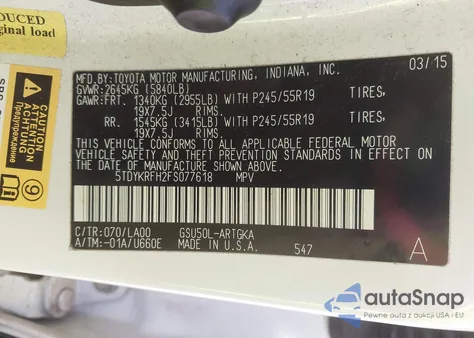 DUCED
ginal load
CAUTION
ACHTUNG
ATTENTION
Предупреждение
MFD.BY:TOYOTA MOTOR MANUFACTURING, INDIANA, INC. 03/15
GVWR:2645KG (5840LB)
GAWR:FRT. 1340KG (2955LB) WITH P245/55R19
19X7.5J RIMS.
RR. 1545KG (3415LB) WITH P245/55R19
19X7.5J RIMS.
THIS VEHICLE CONFORMS TO ALL APPLICABLE FEDERAL MOTOR
VEHICLE SAFETY AND THEFT PREVENTION STANDARDS IN EFFECT ON
THE DATE OF MANUFACTURE SHOWN ABOVE.
5TDYKRFH2FS077618 MPV
C/TR:070/LA00 GSU50L-ARTGKA
A/TM:-01A/U660E MADE IN U.S.A. 547 A
autoSnap
Pewne auta z aukcji USA i EU